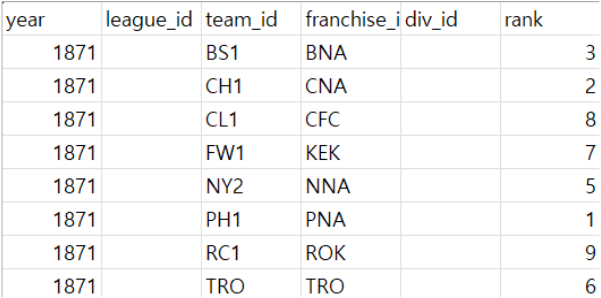 year league_id team_id franchise_i div_id rank
1871 BS1 BNA 3
1871 CH1 CNA 2
1871 CL1 CFC 8
1871 FW1 KEK 7
1871 NY2 NNA 5
1871 PH1 PNA 1
1871 RC1 ROK 9
1871 TRO TRO 6